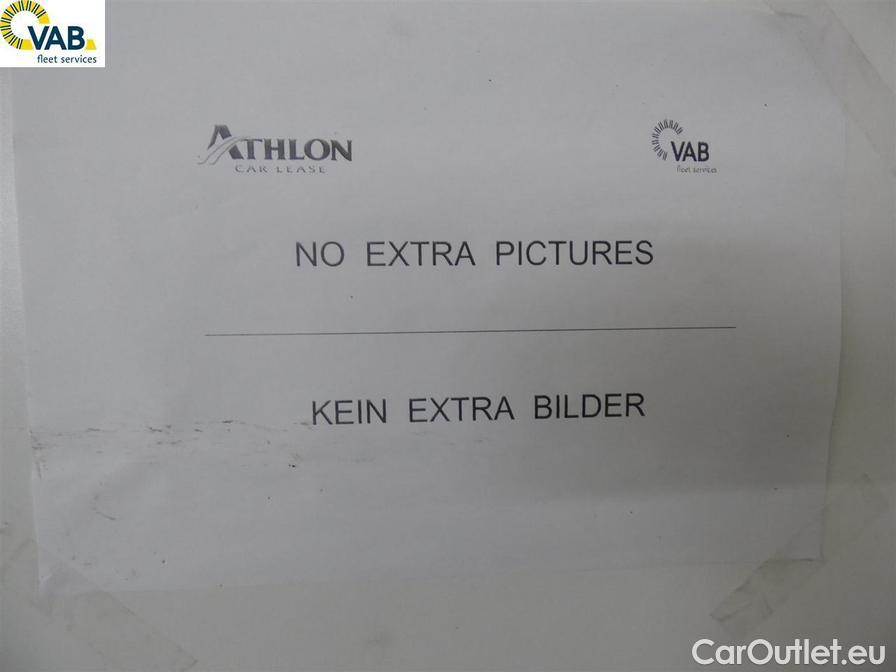 VAB
fleet services
ATHLON
CAR LEASE
VAB
fleet services
NO EXTRA PICTURES
KEIN EXTRA BILDER
CarOutlet.eu